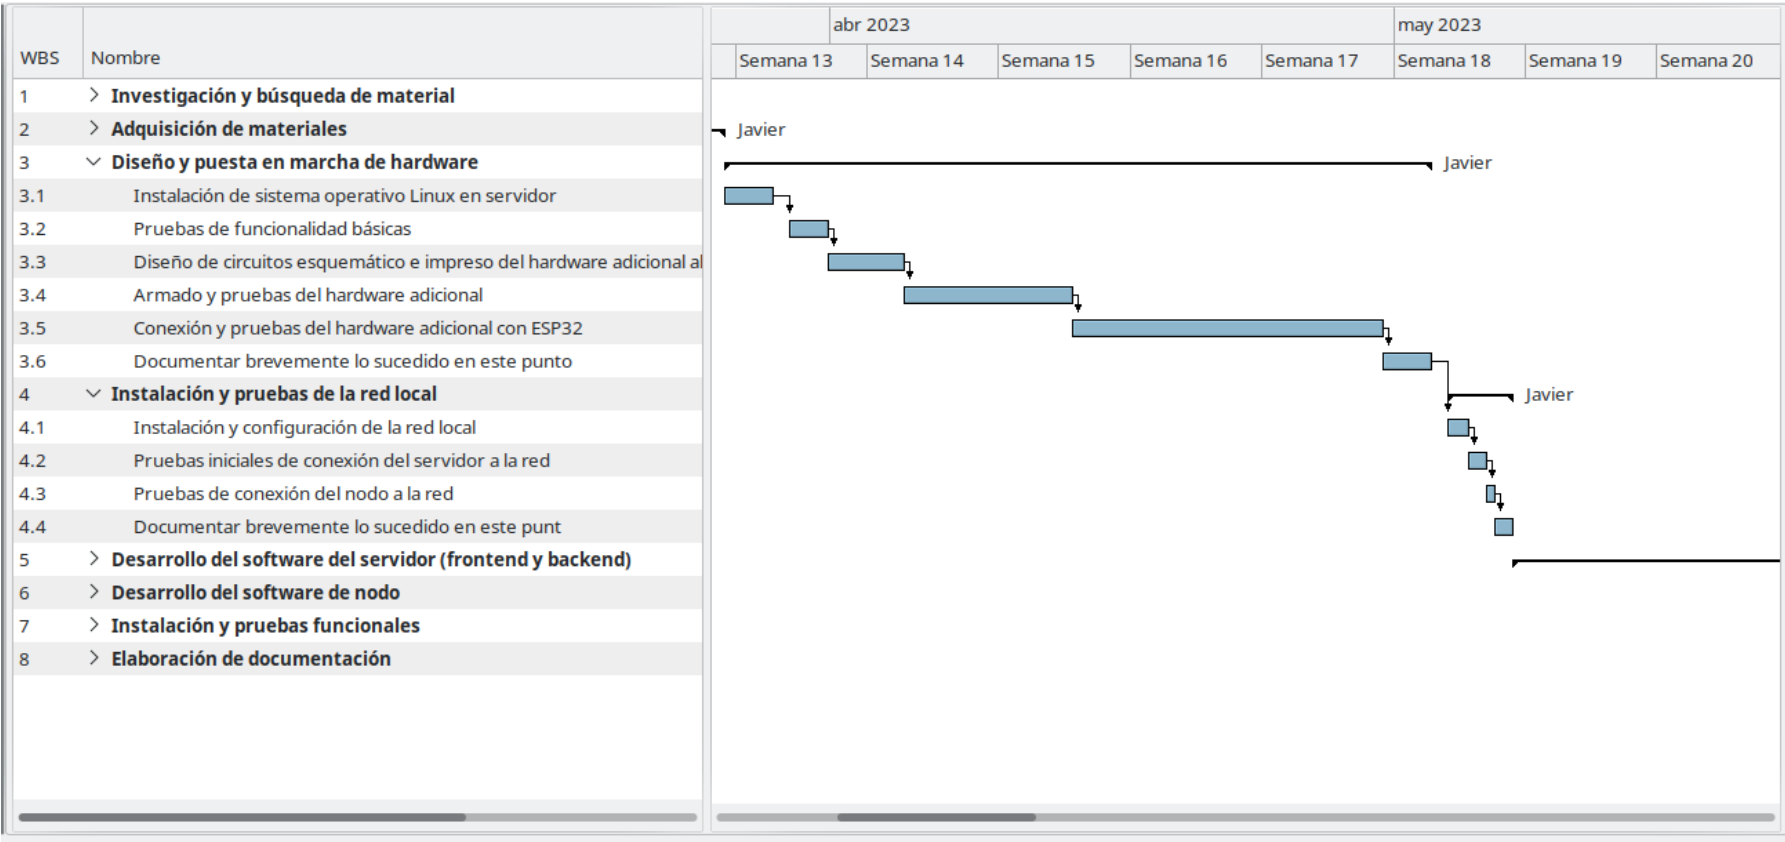 abr 2023 may 2023
WBS Nombre Semana 13 Semana 14 Semana 15 Semana 16 Semana 17 Semana 18 Semana 19 Semana 20
1 Investigación y búsqueda de material
2 Adquisición de materiales Javier
3 Diseño y puesta en marcha de hardware Javier
3.1 Instalación de sistema operativo Linux en servidor
3.2 Pruebas de funcionalidad básicas
3.3 Diseño de circuitos esquemático e impreso del hardware adicional al
3.4 Armado y pruebas del hardware adicional
3.5 Conexión y pruebas del hardware adicional con ESP32
3.6 Documentar brevemente lo sucedido en este punto
4 Instalación y pruebas de la red local Javier
4.1 Instalación y configuración de la red local
4.2 Pruebas iniciales de conexión del servidor a la red
4.3 Pruebas de conexión del nodo a la red
4.4 Documentar brevemente lo sucedido en este punt
5 Desarrollo del software del servidor (frontend y backend)
6 Desarrollo del software de nodo
7 Instalación y pruebas funcionales
8 Elaboración de documentación